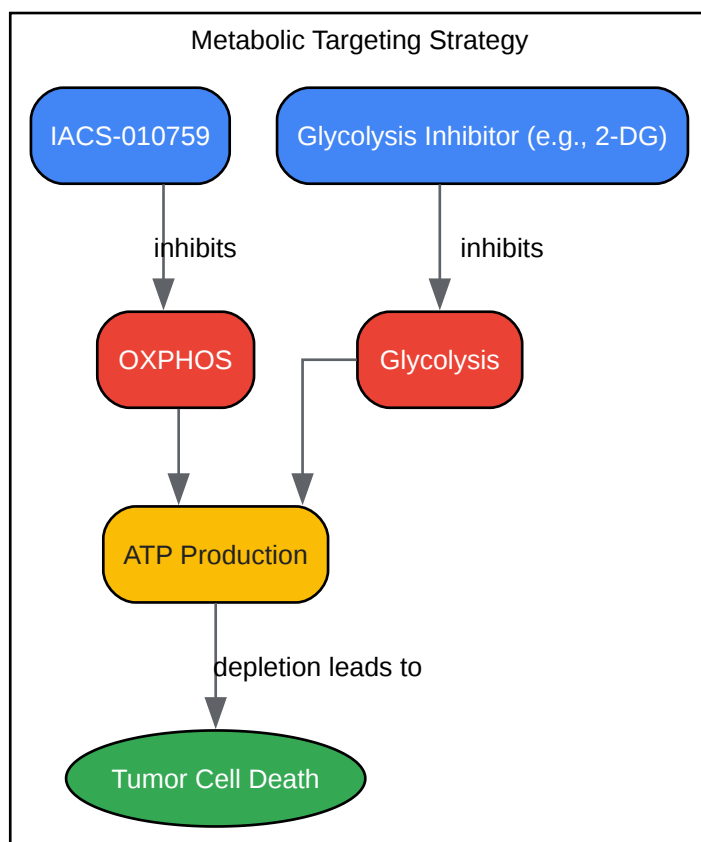 Metabolic Targeting Strategy
IACS-010759
Glycolysis Inhibitor (e.g., 2-DG)
inhibits
inhibits
OXPHOS
Glycolysis
ATP Production
depletion leads to
Tumor Cell Death